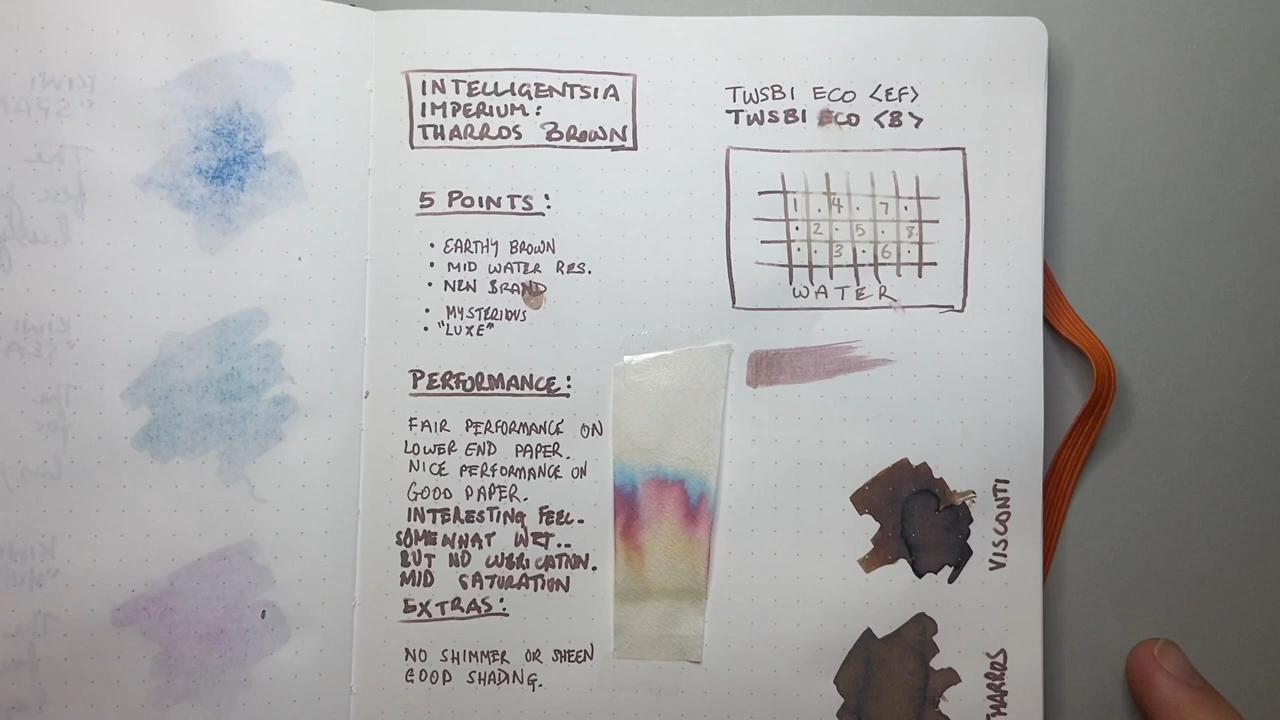 INTELLIGENTSIA
IMPERIUM:
THARROS BROWN
TWSBI ECO <EF>
TWSBI ECO <B>
5 POINTS:
• EARTHY BROWN
• MID WATER RES.
• NEW BRAND
• MYSTERIOUS
• "LUXE"
1 . 4 . 7 .
. 2 . 5 . 8
. . 3 . 6 .
WATER
PERFORMANCE:
FAIR PERFORMANCE ON
LOWER END PAPER.
NICE PERFORMANCE ON
GOOD PAPER.
INTERESTING FEEL.
SOMEWHAT WET..
BUT NO LUBRICATION.
MID SATURATION
EXTRAS:
NO SHIMMER OR SHEEN
GOOD SHADING.
VISCONTI
THARROS